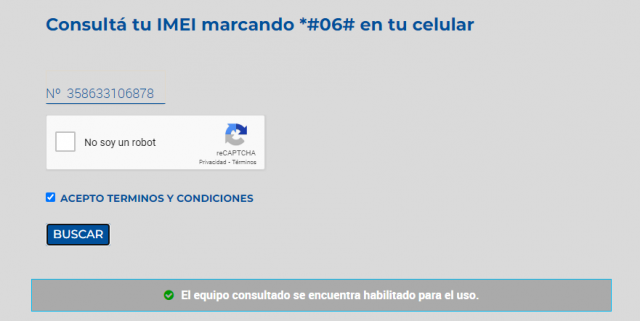 Consultá tu IMEI marcando *#06# en tu celular
Nº 358633106878
No soy un robot
reCAPTCHA
Privacidad - Términos
ACEPTO TERMINOS Y CONDICIONES
BUSCAR
El equipo consultado se encuentra habilitado para el uso.